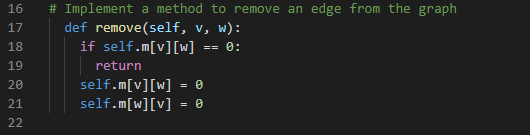 16 # Implement a method to remove an edge from the graph
17 def remove(self, v, w):
18 if self.m[v][w] == 0:
19 return
20 self.m[v][w] = 0
21 self.m[w][v] = 0
22